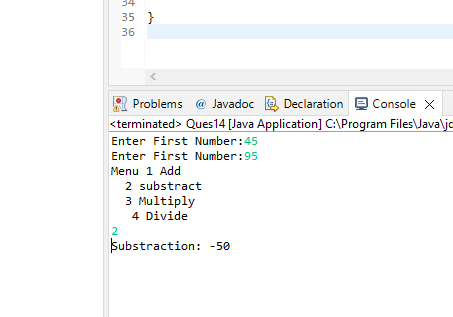 34
35 }
36
Problems @ Javadoc Declaration Console
<terminated> Ques14 [Java Application] C:\Program Files\Java\jd
Enter First Number:45
Enter First Number:95
Menu 1 Add
2 substract
3 Multiply
4 Divide
2
Substraction: -50